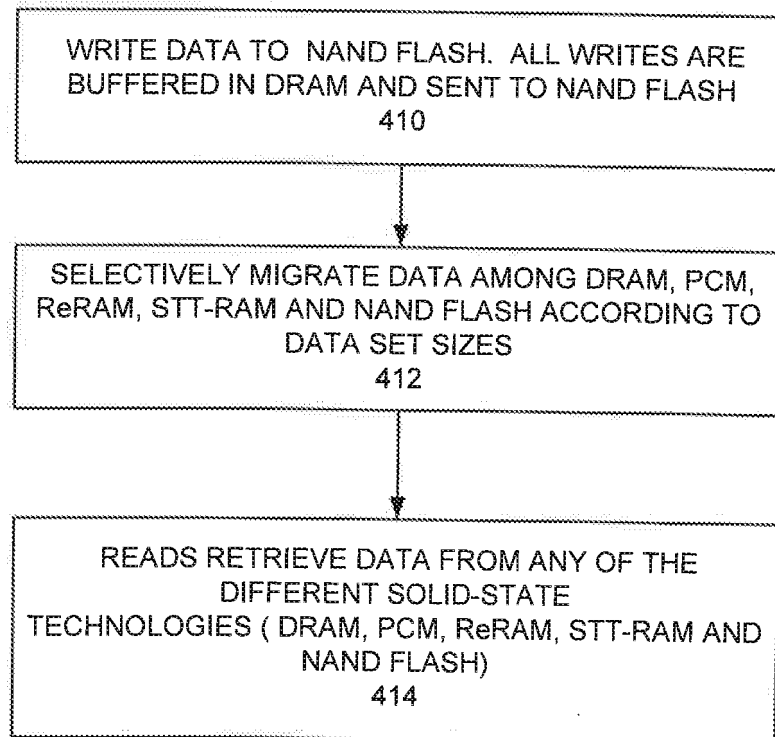 WRITE DATA TO NAND FLASH. ALL WRITES ARE
BUFFERED IN DRAM AND SENT TO NAND FLASH
410
SELECTIVELY MIGRATE DATA AMONG DRAM, PCM,
ReRAM, STT-RAM AND NAND FLASH ACCORDING TO
DATA SET SIZES
412
READS RETRIEVE DATA FROM ANY OF THE
DIFFERENT SOLID-STATE
TECHNOLOGIES ( DRAM, PCM, ReRAM, STT-RAM AND
NAND FLASH)
414